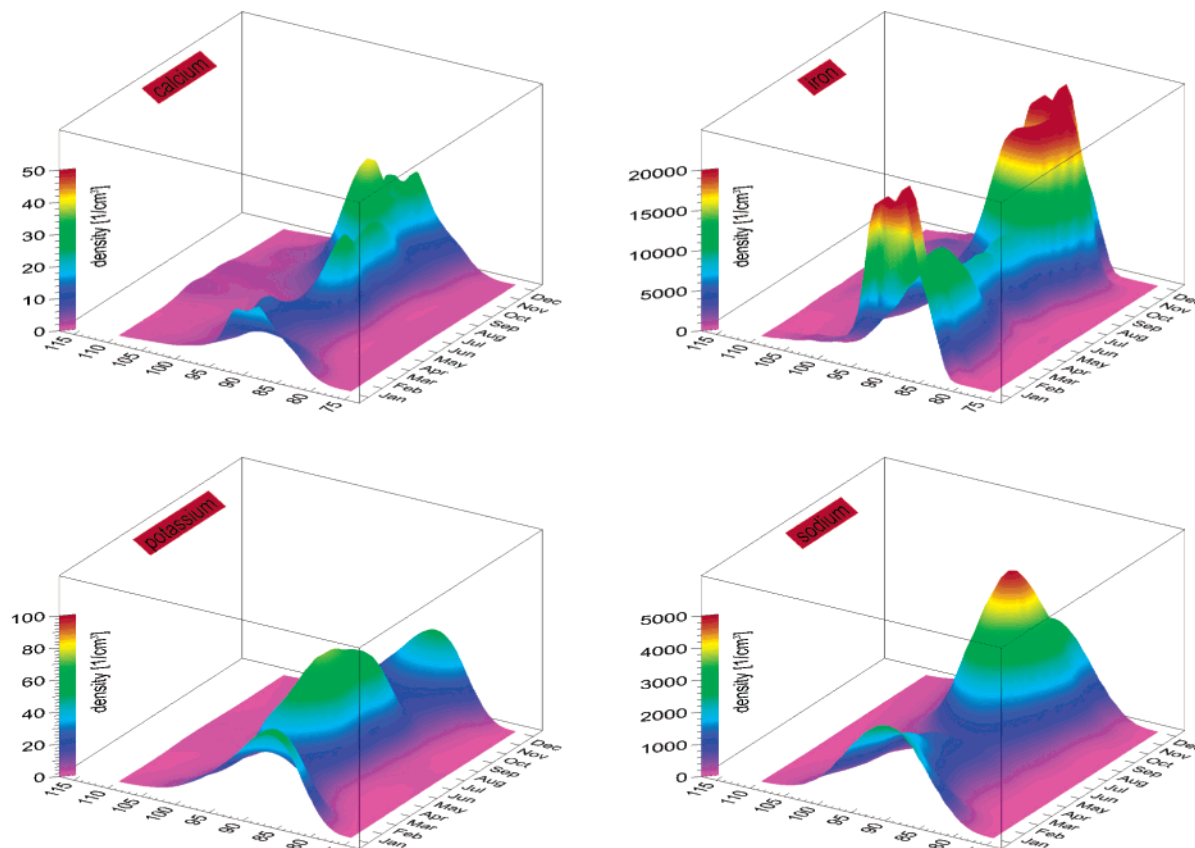 calcium
50
40
30
20
10
0
density [1/cm³]
115
110
105
100
95
90
85
80
75
Jan
Feb
Mar
Apr
May
Jun
Jul
Aug
Sep
Oct
Nov
Dec
iron
20000
15000
10000
5000
0
density [1/cm³]
115
110
105
100
95
90
85
80
75
Jan
Feb
Mar
Apr
May
Jun
Jul
Aug
Sep
Oct
Nov
Dec
potassium
100
80
60
40
20
0
density [1/cm³]
115
110
105
100
95
90
85
80
Jan
Feb
Mar
Apr
May
Jun
Jul
Aug
Sep
Oct
Nov
Dec
sodium
5000
4000
3000
2000
1000
0
density [1/cm³]
115
110
105
100
95
90
85
80
Jan
Feb
Mar
Apr
May
Jun
Jul
Aug
Sep
Oct
Nov
Dec